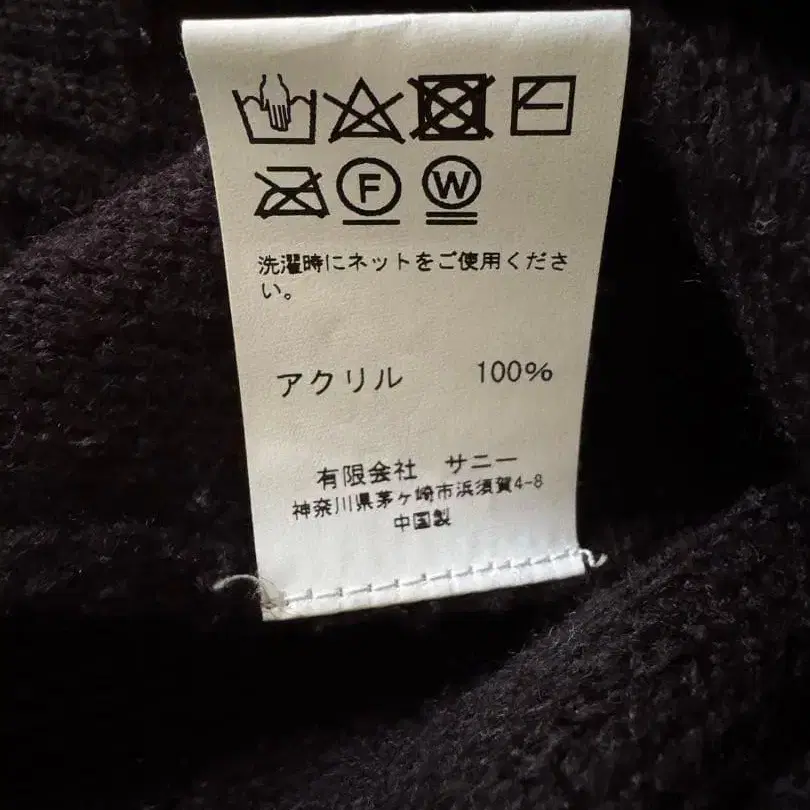 F W
洗濯時にネットをご使用くださ
い。
アクリル 100%
有限会社 サニー
神奈川県茅ヶ崎市浜須賀4-8
中国製